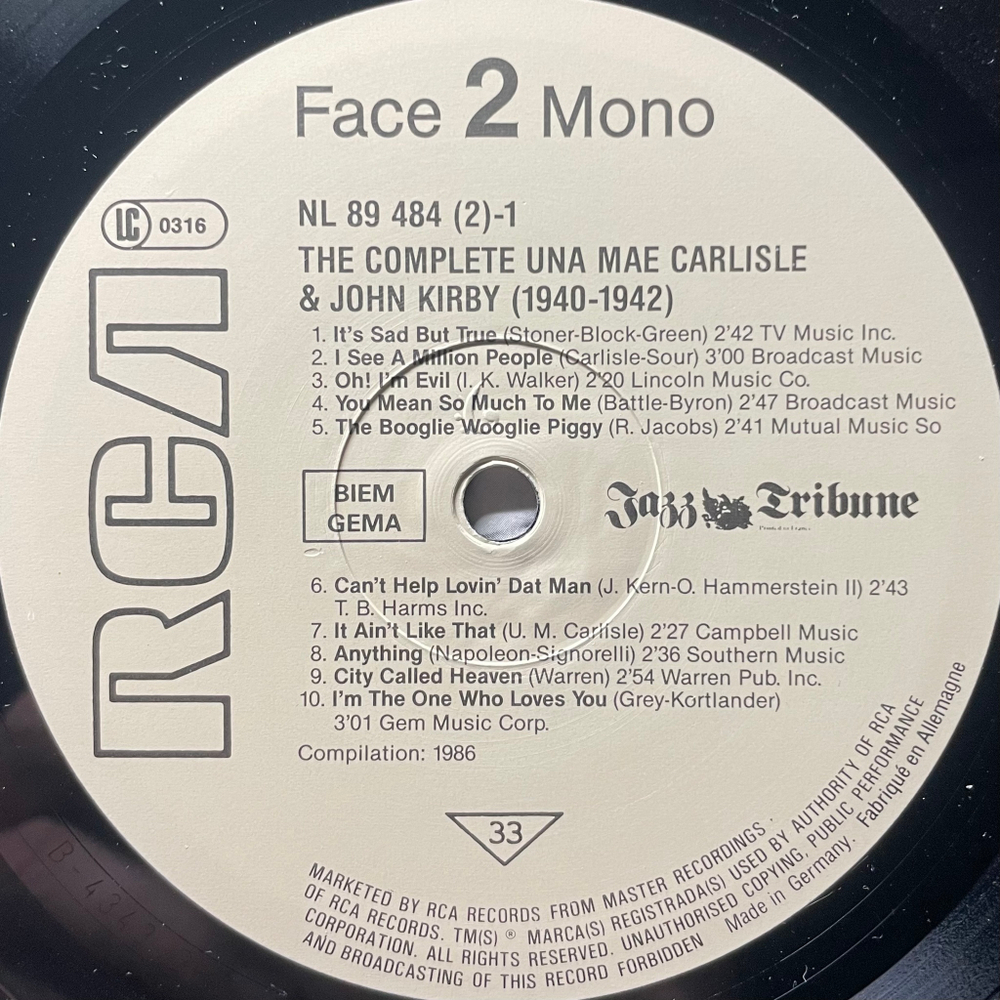 Face 2 Mono
LC 0316
NL 89 484 (2)-1
THE COMPLETE UNA MAE CARLISLE
& JOHN KIRBY (1940-1942)
1. It's Sad But True (Stoner-Block-Green) 2'42 TV Music Inc.
2. I See A Million People (Carlisle-Sour) 3'00 Broadcast Music
3. Oh! I'm Evil (I. K. Walker) 2'20 Lincoln Music Co.
4. You Mean So Much To Me (Battle-Byron) 2'47 Broadcast Music
5. The Booglie Wooglie Piggy (R. Jacobs) 2'41 Mutual Music So
RCA
BIEM
GEMA
Jazz Tribune
6. Can't Help Lovin' Dat Man (J. Kern-O. Hammerstein II) 2'43
T. B. Harms Inc.
7. It Ain't Like That (U. M. Carlisle) 2'27 Campbell Music
8. Anything (Napoleon-Signorelli) 2'36 Southern Music
9. City Called Heaven (Warren) 2'54 Warren Pub. Inc.
10. I'm The One Who Loves You (Grey-Kortlander)
3'01 Gem Music Corp.
Compilation: 1986
33
MARKETED BY RCA RECORDS FROM MASTER RECORDINGS.
OF RCA RECORDS. TM(S) ® MARCA(S) REGISTRADA(S) USED BY AUTHORITY OF RCA
CORPORATION. ALL RIGHTS RESERVED. UNAUTHORISED COPYING, PUBLIC PERFORMANCE
AND BROADCASTING OF THIS RECORD FORBIDDEN Made in Germany. Fabriqué en Allemagne